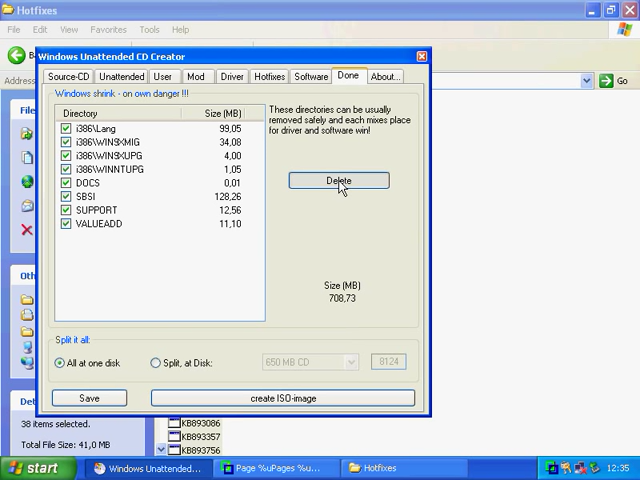 Hotfixes
File Edit View Favorites Tools Help
Address
Go
Windows Unattended CD Creator
Source-CD Unattended User Mod Driver Hotfixes Software Done About...
Windows shrink - on own danger !!!
Directory Size (MB)
i386\Lang 99,05
i386\WIN9XMIG 34,08
i386\WIN9XUPG 4,00
i386\WINNTUPG 1,05
DOCS 0,01
SBSI 128,26
SUPPORT 12,56
VALUEADD 11,10
These directories can be usually
removed safely and each mixes place
for driver and software win!
Delete
Size (MB)
708,73
Split it all:
All at one disk Split, at Disk: 650 MB CD 8124
Save create ISO-image
38 items selected.
Total File Size: 41,0 MB
KB893086
KB893357
KB893756
start Windows Unattended... Page %uPages %u... Hotfixes 12:35